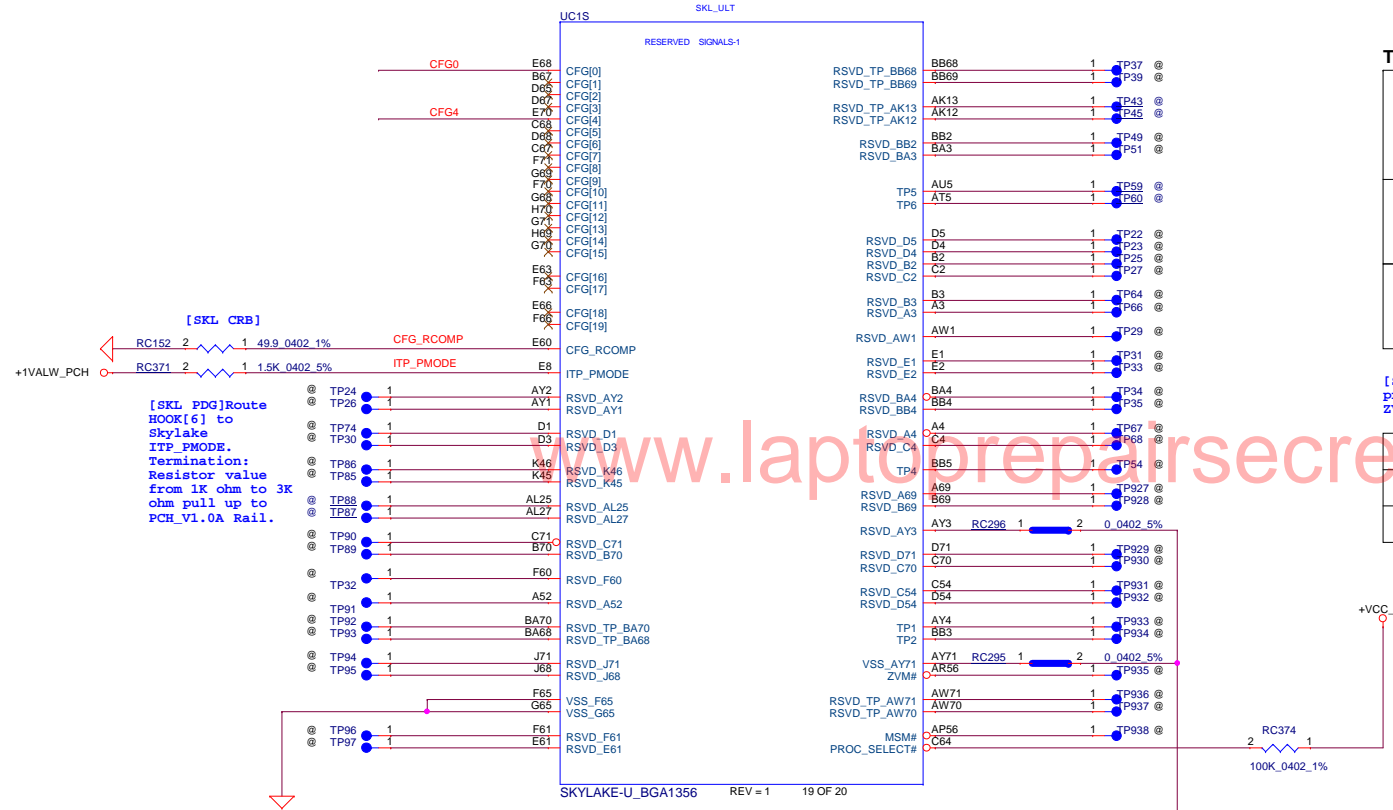 SKL_ULT
UC1S
RESERVED SIGNALS-1
CFG0 E68 CFG[0]
B67 CFG[1]
D65 CFG[2]
D67 CFG[3]
CFG4 E70 CFG[4]
C68 CFG[5]
D68 CFG[6]
C67 CFG[7]
F71 CFG[8]
G69 CFG[9]
F70 CFG[10]
G68 CFG[11]
H70 CFG[12]
G71 CFG[13]
H69 CFG[14]
G70 CFG[15]
E63 CFG[16]
F63 CFG[17]
E66 CFG[18]
F66 CFG[19]
[SKL CRB]
RC152 2 1 49.9_0402_1% CFG_RCOMP E60 CFG_RCOMP
+1VALW_PCH RC371 2 1 1.5K_0402_5% ITP_PMODE E8 ITP_PMODE
[SKL PDG]Route
HOOK[6] to
Skylake
ITP_PMODE.
Termination:
Resistor value
from 1K ohm to 3K
ohm pull up to
PCH_V1.0A Rail.
@ TP24 1 AY2 RSVD_AY2
@ TP26 1 AY1 RSVD_AY1
@ TP74 1 D1 RSVD_D1
@ TP30 1 D3 RSVD_D3
@ TP86 1 K46 RSVD_K46
@ TP85 1 K45 RSVD_K45
@ TP88 1 AL25 RSVD_AL25
@ TP87 1 AL27 RSVD_AL27
@ TP90 1 C71 RSVD_C71
@ TP89 1 B70 RSVD_B70
@ TP32 1 F60 RSVD_F60
@ TP91 1 A52 RSVD_A52
@ TP92 1 BA70 RSVD_TP_BA70
@ TP93 1 BA68 RSVD_TP_BA68
@ TP94 1 J71 RSVD_J71
@ TP95 1 J68 RSVD_J68
F65 VSS_F65
G65 VSS_G65
@ TP96 1 F61 RSVD_F61
@ TP97 1 E61 RSVD_E61
RSVD_TP_BB68 BB68 1 TP37 @
RSVD_TP_BB69 BB69 1 TP39 @
RSVD_TP_AK13 AK13 1 TP43 @
RSVD_TP_AK12 AK12 1 TP45 @
RSVD_BB2 BB2 1 TP49 @
RSVD_BA3 BA3 1 TP51 @
TP5 AU5 1 TP59 @
TP6 AT5 1 TP60 @
RSVD_D5 D5 1 TP22 @
RSVD_D4 D4 1 TP23 @
RSVD_B2 B2 1 TP25 @
RSVD_C2 C2 1 TP27 @
RSVD_B3 B3 1 TP64 @
RSVD_A3 A3 1 TP66 @
RSVD_AW1 AW1 1 TP29 @
RSVD_E1 E1 1 TP31 @
RSVD_E2 E2 1 TP33 @
RSVD_BA4 BA4 1 TP34 @
RSVD_BB4 BB4 1 TP35 @
RSVD_A4 A4 1 TP67 @
RSVD_C4 C4 1 TP68 @
TP4 BB5 1 TP54 @
RSVD_A69 A69 1 TP927 @
RSVD_B69 B69 1 TP928 @
RSVD_AY3 AY3 RC296 1 2 0_0402_5%
RSVD_D71 D71 1 TP929 @
RSVD_C70 C70 1 TP930 @
RSVD_C54 C54 1 TP931 @
RSVD_D54 D54 1 TP932 @
TP1 AY4 1 TP933 @
TP2 BB3 1 TP934 @
VSS_AY71 AY71 RC295 1 2 0_0402_5%
ZVM# AR56 1 TP935 @
RSVD_TP_AW71 AW71 1 TP936 @
RSVD_TP_AW70 AW70 1 TP937 @
MSM# AP56 1 TP938 @
PROC_SELECT# C64 2 RC374 1
100K_0402_1%
+VCC_
www.laptoprepairsecre
SKYLAKE-U_BGA1356 REV = 1 19 OF 20